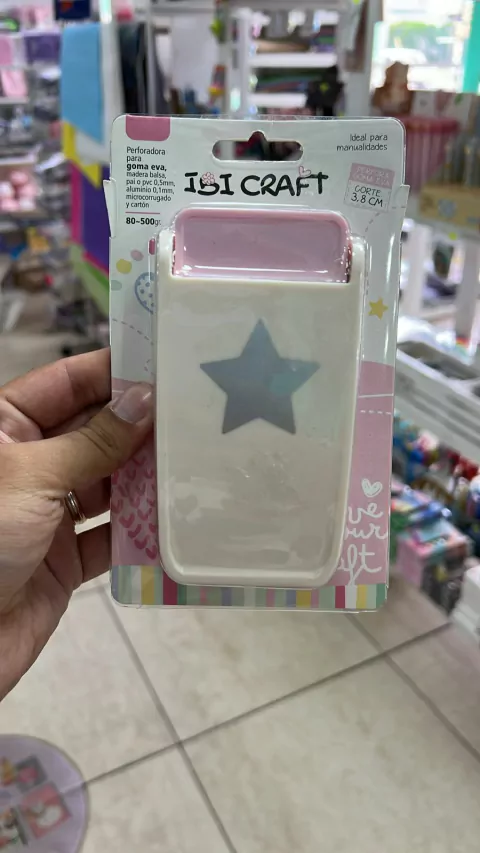 Perforadora
para
goma eva,
madera balsa,
pai o pvc 0,5mm,
aluminio 0,1mm,
microcorrugado
y cartón
80-500gr
IBI CRAFT
Ideal para
manualidades
CORTE
3.8 CM